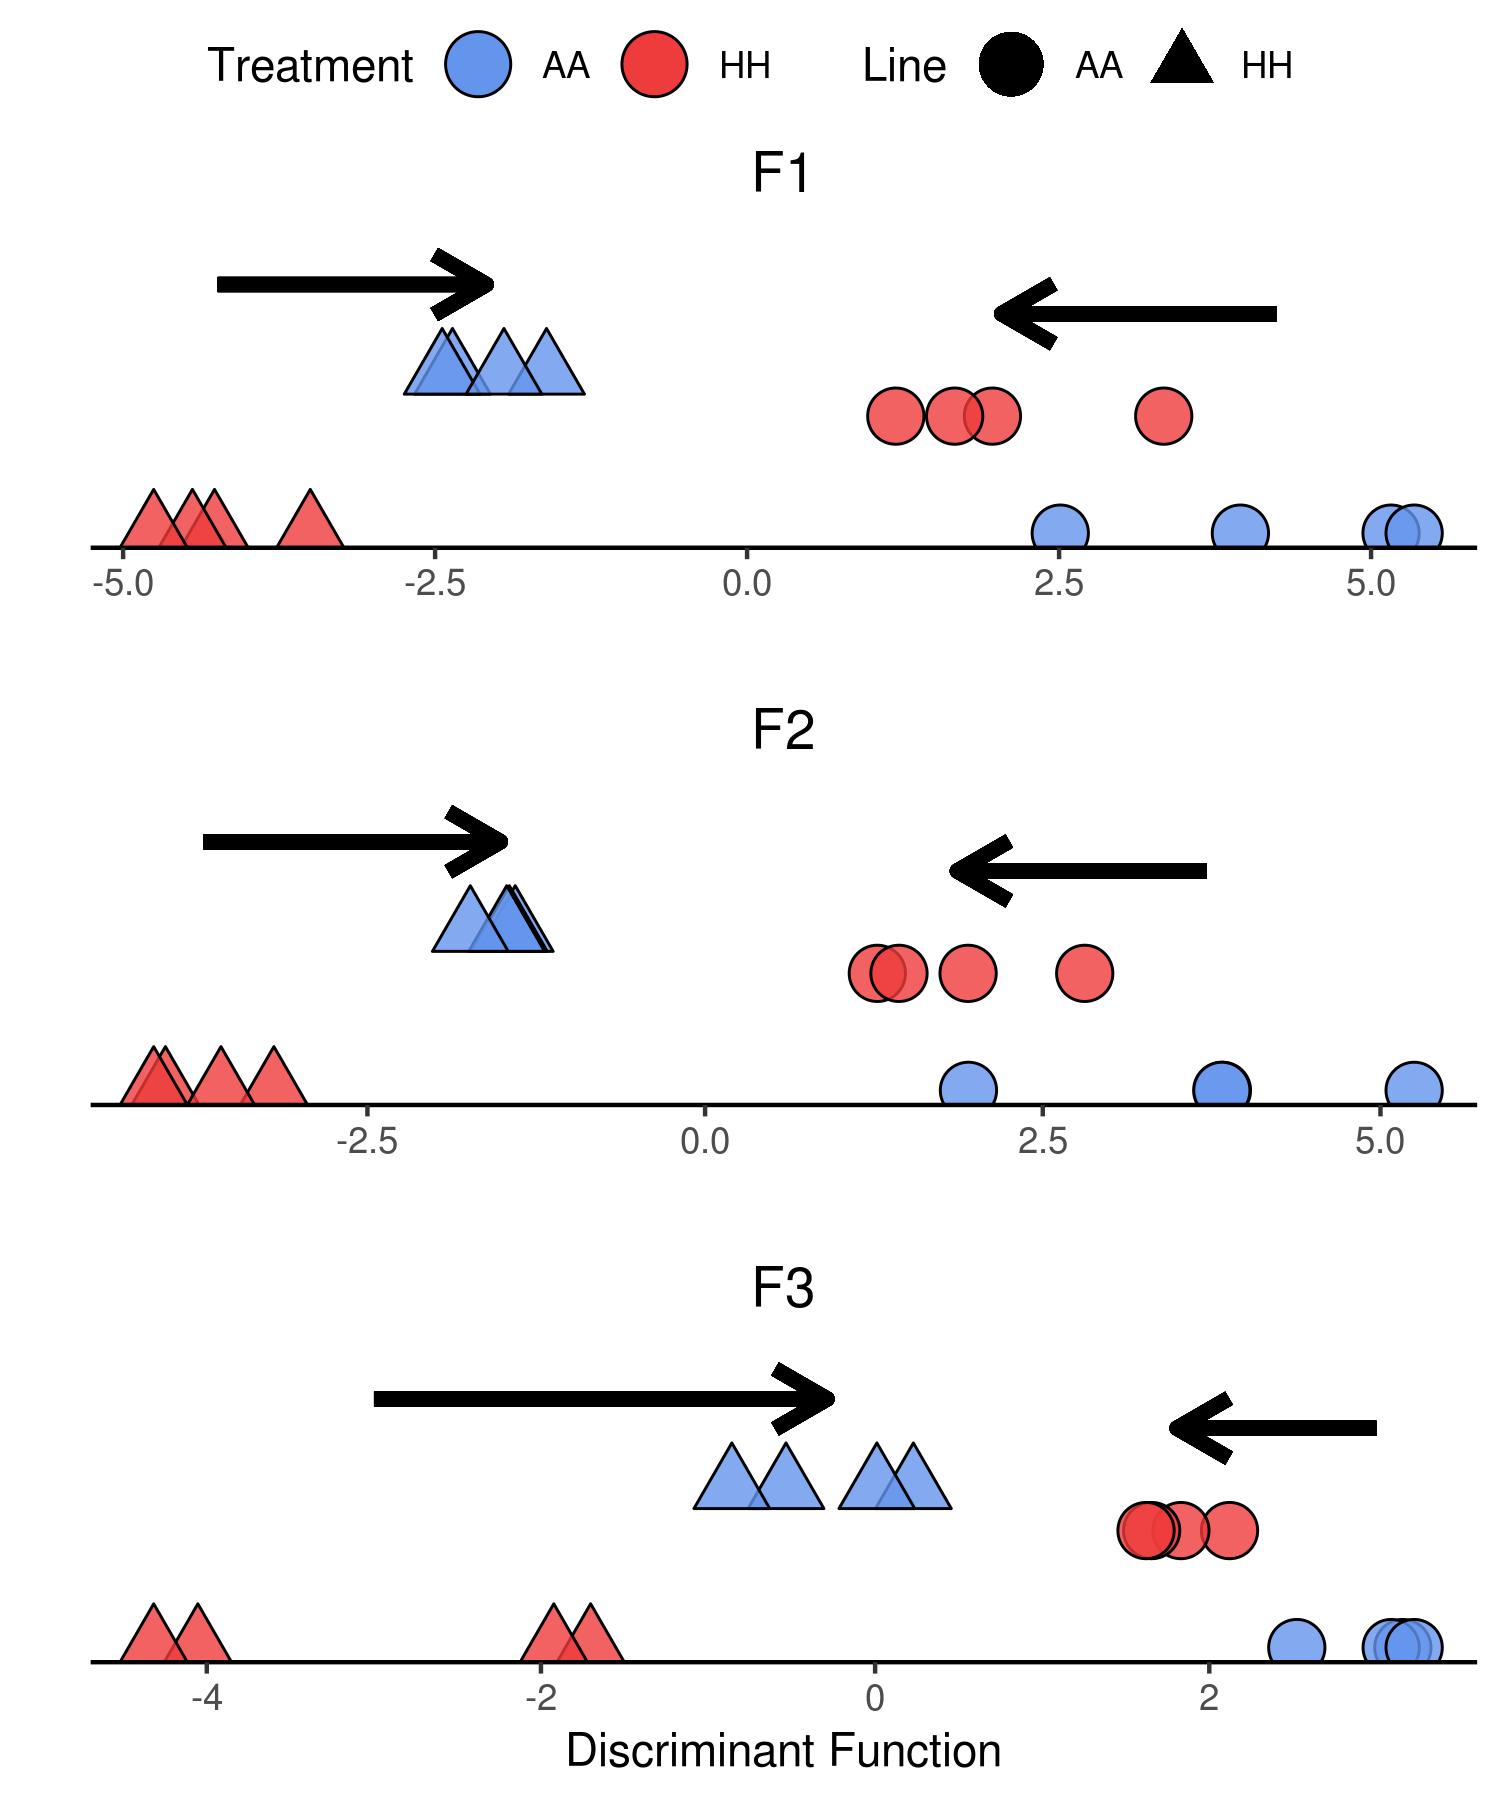 Treatment AA HH Line AA HH
F1
-5.0 -2.5 0.0 2.5 5.0
F2
-2.5 0.0 2.5 5.0
F3
-4 -2 0 2
Discriminant Function